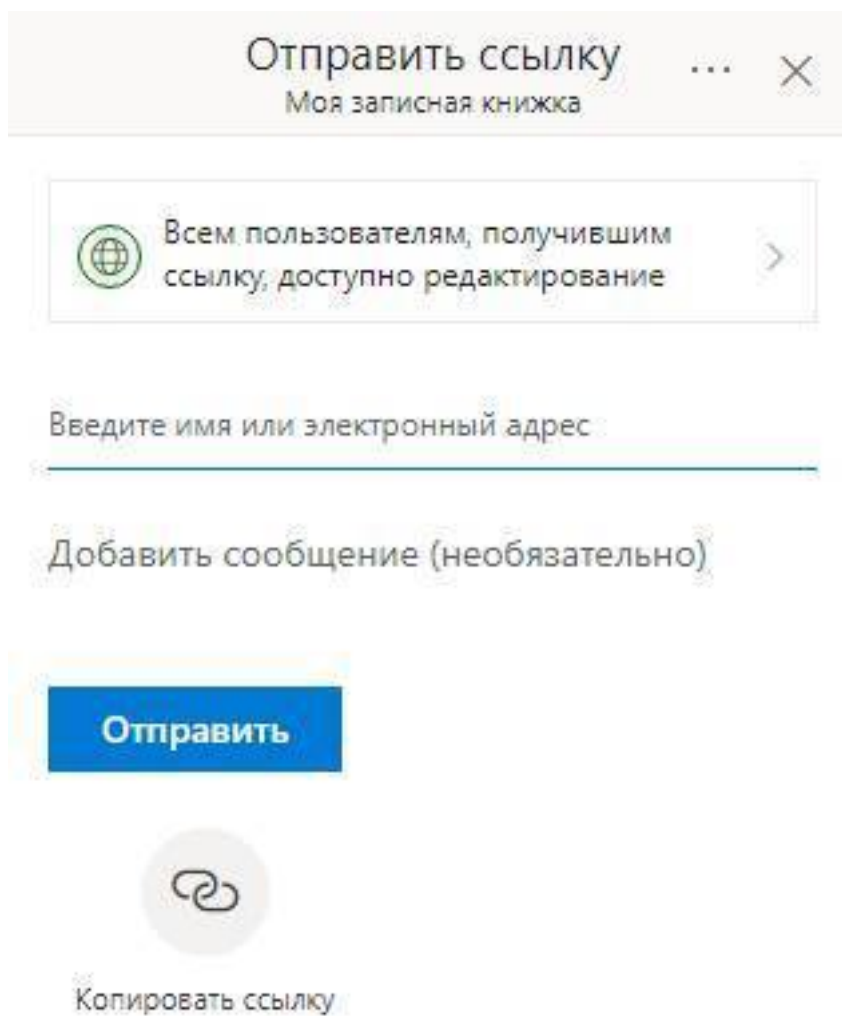 Отправить ссылку
Моя записная книжка
Всем пользователям, получившим
ссылку, доступно редактирование
Введите имя или электронный адрес
Добавить сообщение (необязательно)
Отправить
Копировать ссылку